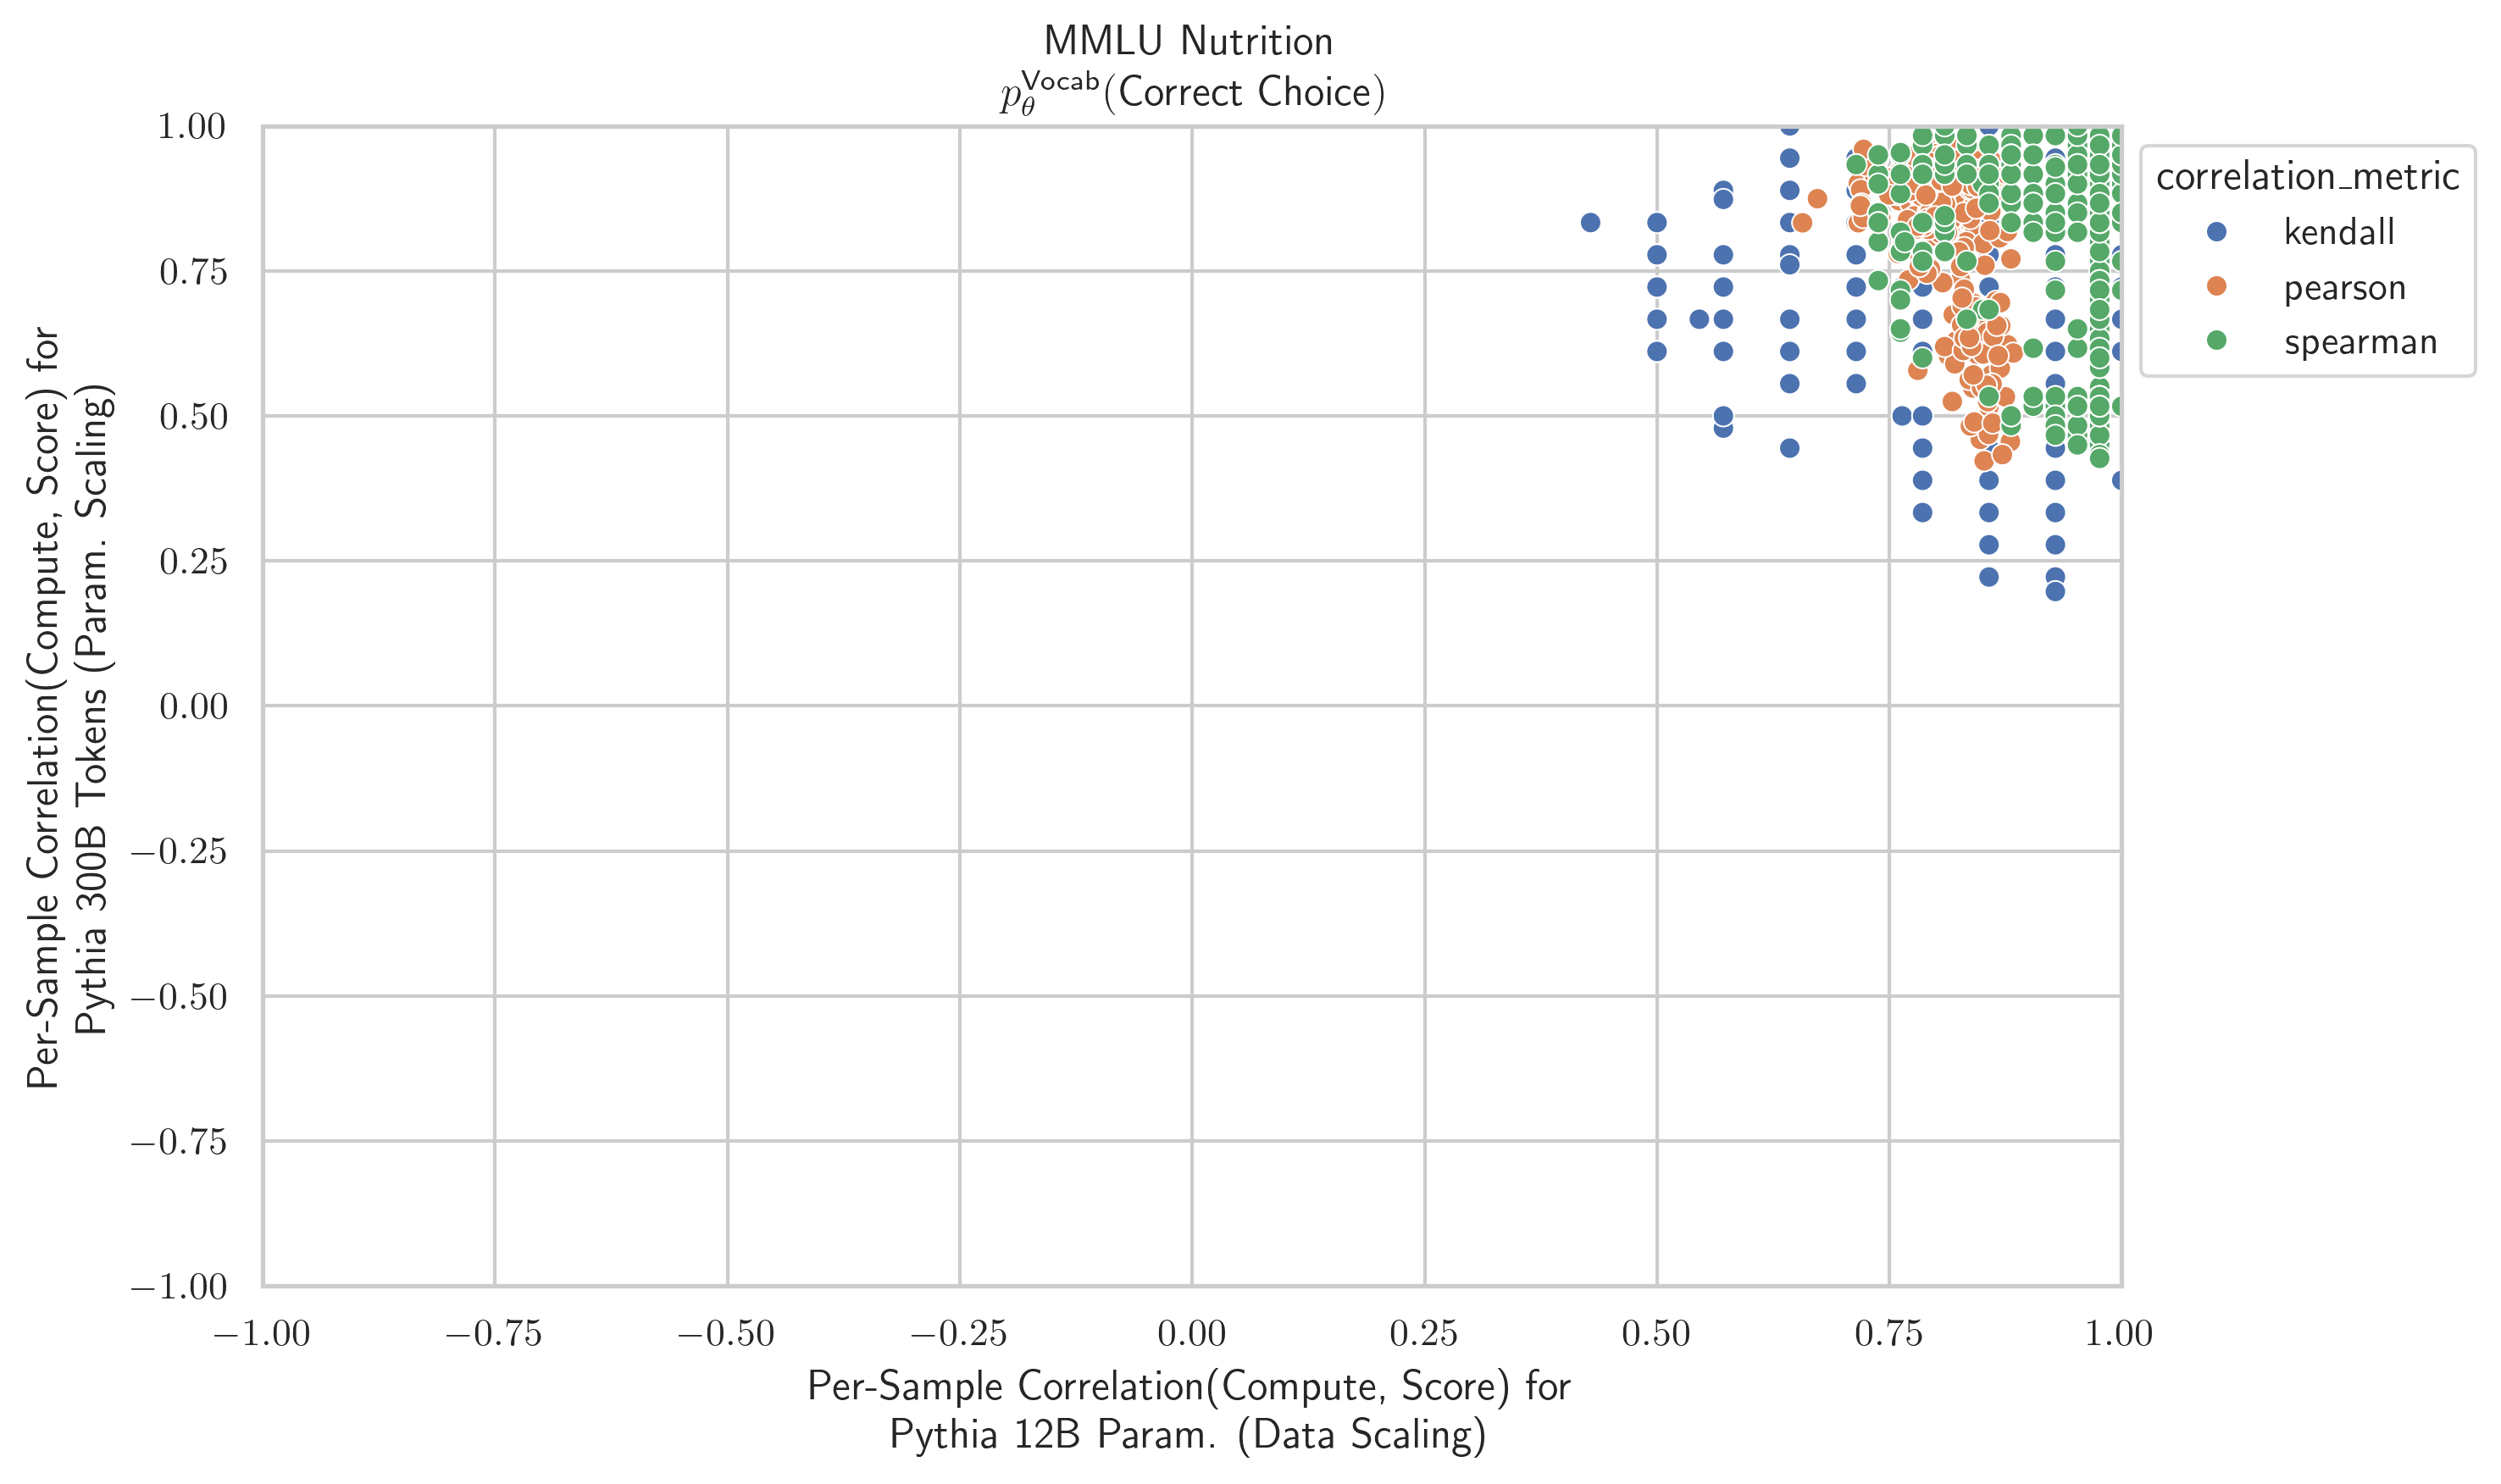 MMLU Nutrition
p_θ^Vocab(Correct Choice)
1.00
0.75
0.50
0.25
0.00
−0.25
−0.50
−0.75
−1.00
Per-Sample Correlation(Compute, Score) for
Pythia 300B Tokens (Param. Scaling)
−1.00
−0.75
−0.50
−0.25
0.00
0.25
0.50
0.75
1.00
Per-Sample Correlation(Compute, Score) for
Pythia 12B Param. (Data Scaling)
correlation_metric
kendall
pearson
spearman